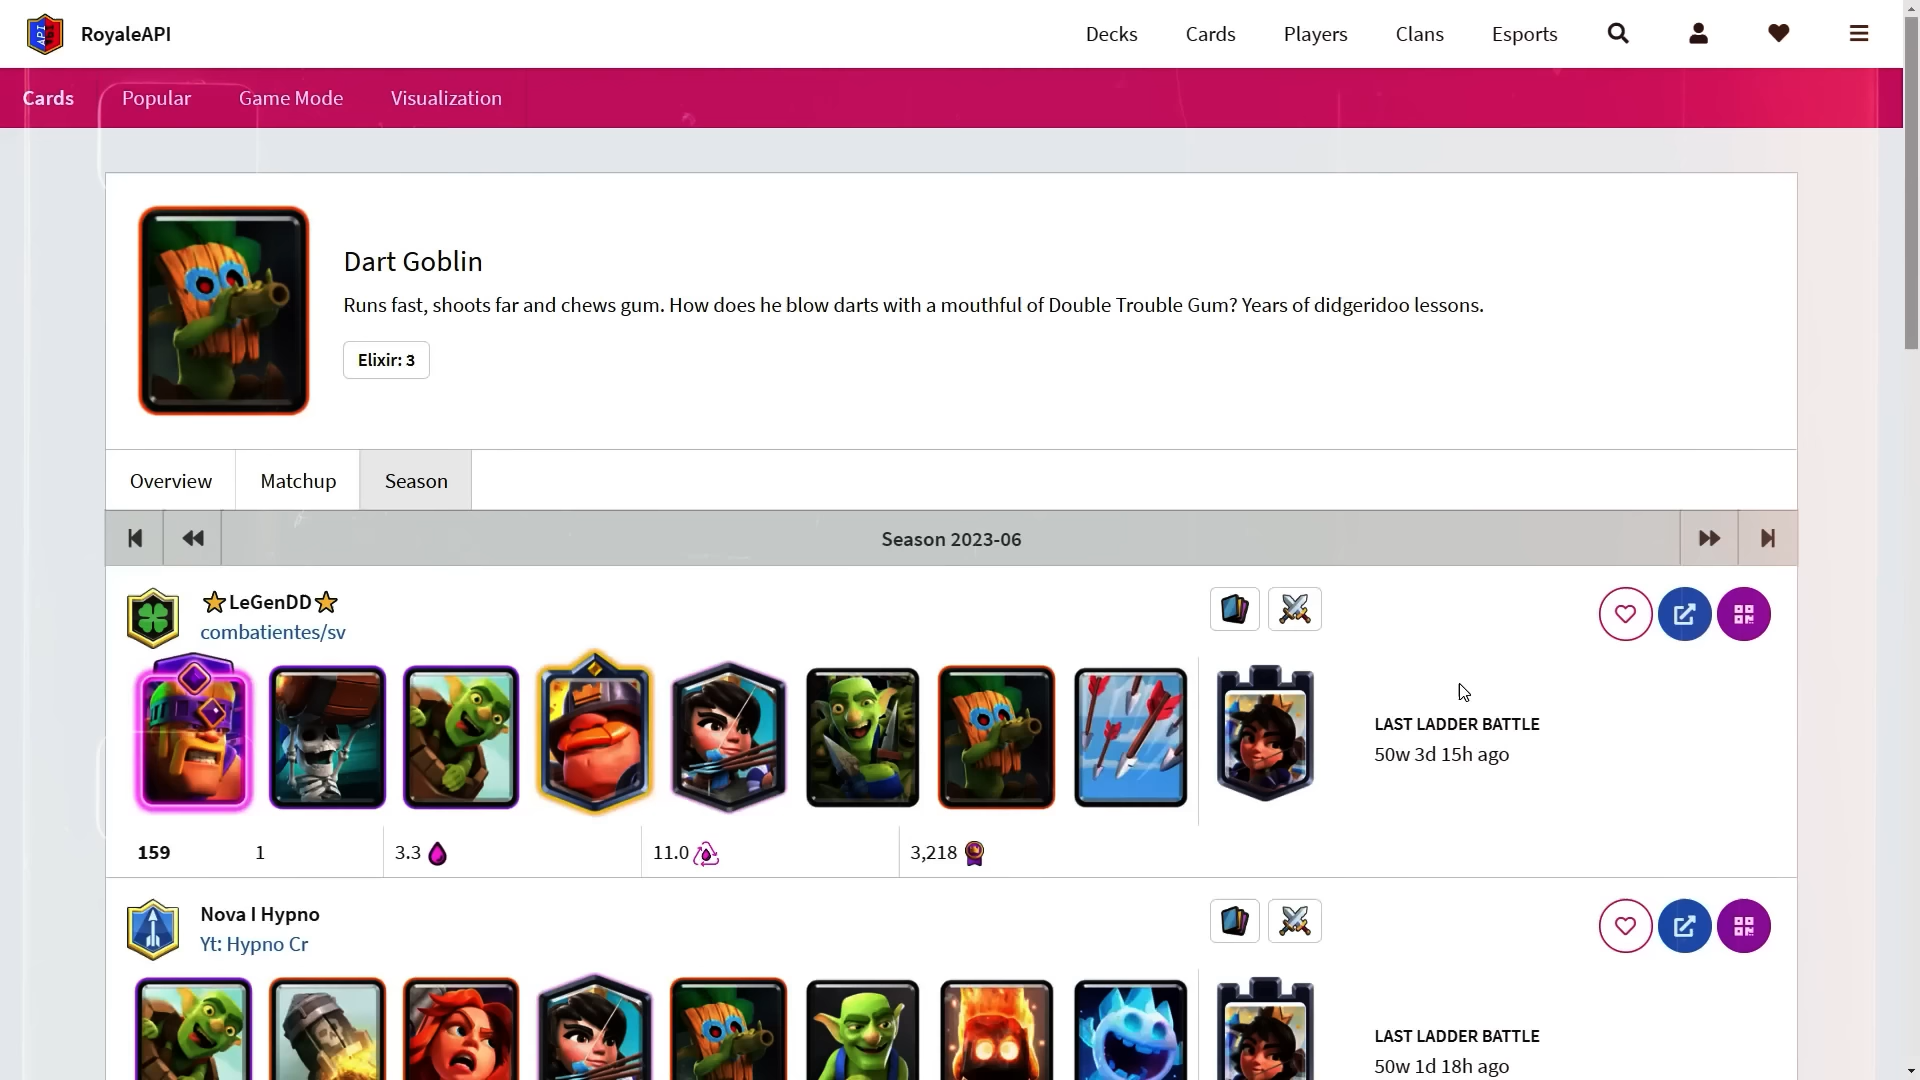 RoyaleAPI
Decks
Cards
Players
Clans
Esports
Cards
Popular
Game Mode
Visualization
Dart Goblin
Runs fast, shoots far and chews gum. How does he blow darts with a mouthful of Double Trouble Gum? Years of didgeridoo lessons.
Elixir: 3
Overview
Matchup
Season
Season 2023-06
⭐LeGenDD⭐
combatientes/sv
LAST LADDER BATTLE
50w 3d 15h ago
159
1
3.3
11.0
3,218
Nova I Hypno
Yt: Hypno Cr
LAST LADDER BATTLE
50w 1d 18h ago